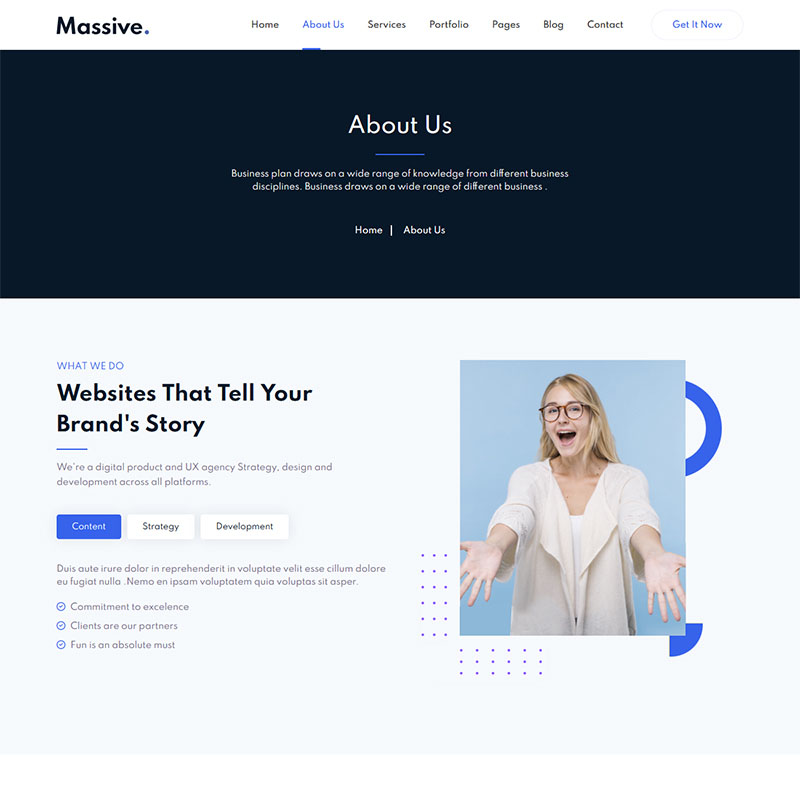 Massive.
Home About Us Services Portfolio Pages Blog Contact Get It Now
About Us
Business plan draws on a wide range of knowledge from different business
disciplines. Business draws on a wide range of different business .
Home | About Us
WHAT WE DO
Websites That Tell Your
Brand's Story
We're a digital product and UX agency Strategy, design and
development across all platforms.
Content Strategy Development
Duis aute irure dolor in reprehenderit in voluptate velit esse cillum dolore
eu fugiat nulla .Nemo en ipsam voluptatem quia voluptas sit asper.
Commitment to excelence
Clients are our partners
Fun is an absolute must